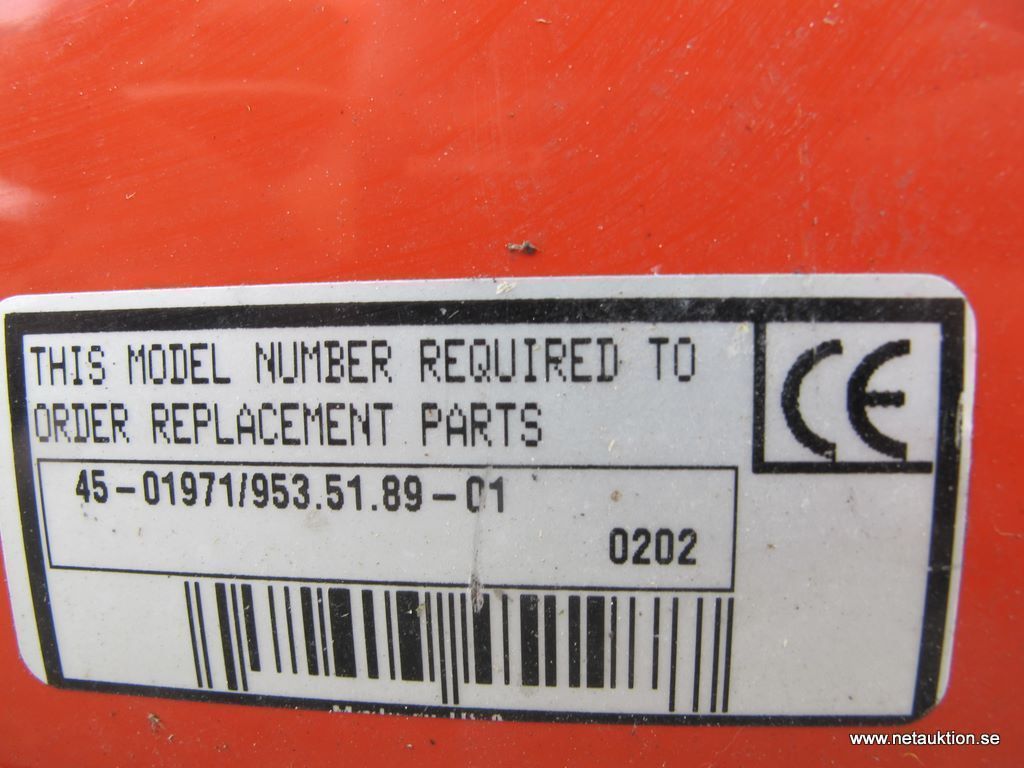 THIS MODEL NUMBER REQUIRED TO
ORDER REPLACEMENT PARTS
CE
45-01971/953.51.89-01
0202
www.netauktion.se